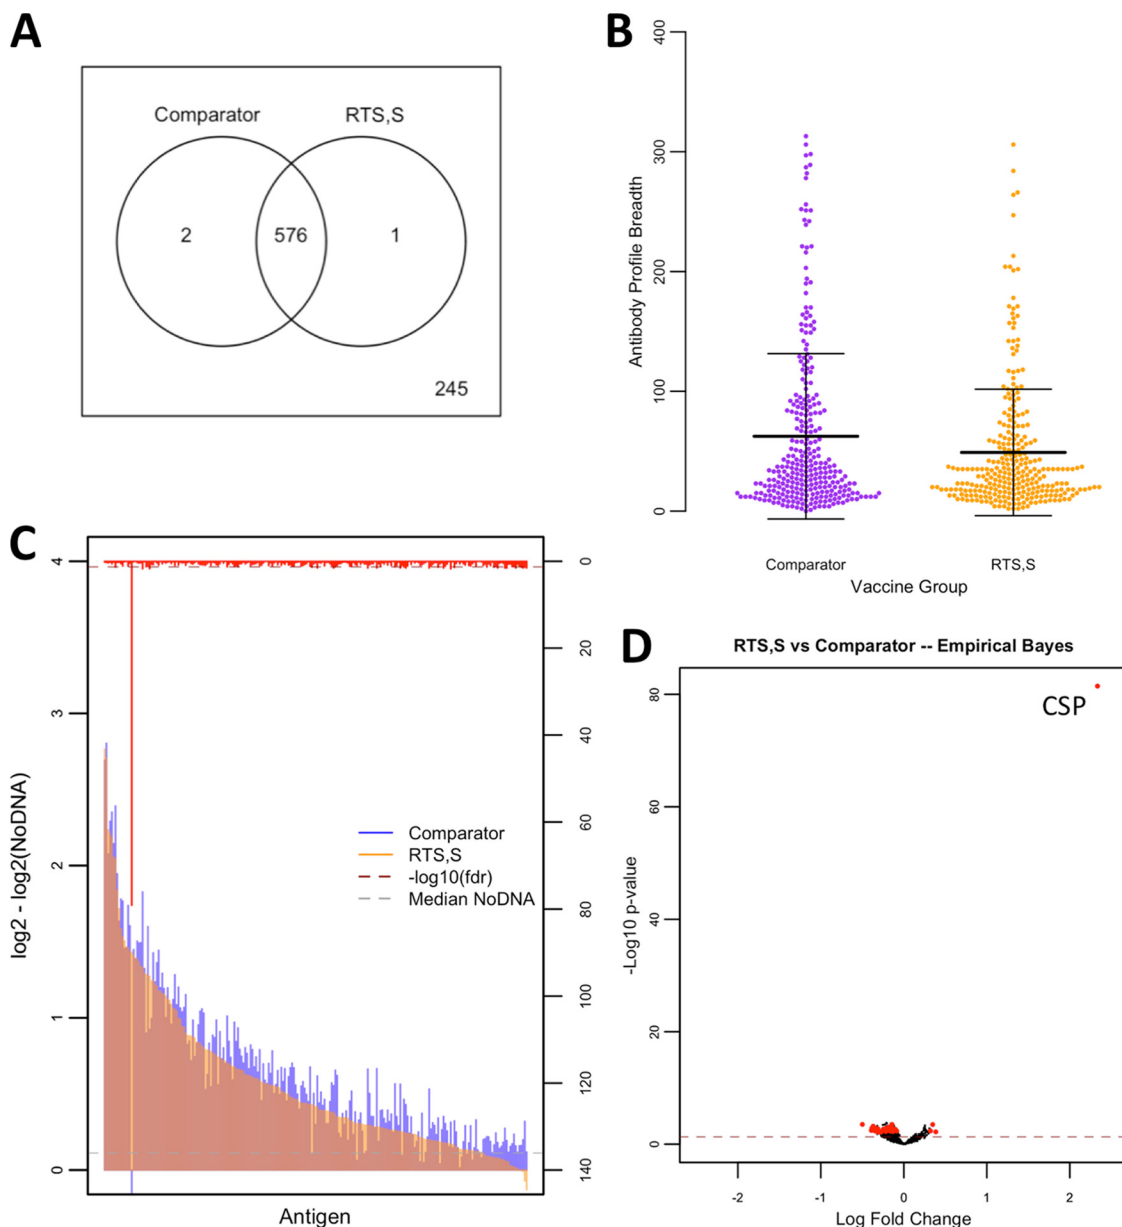 A
Comparator
RTS,S
2
576
1
245
B
400
300
200
100
0
Antibody Profile Breadth
Comparator
RTS,S
Vaccine Group
C
4
3
2
1
0
log2 - log2(NoDNA)
0
20
40
60
80
100
120
140
Comparator
RTS,S
-log10(fdr)
Median NoDNA
Antigen
D
RTS,S vs Comparator -- Empirical Bayes
CSP
80
60
40
20
0
-Log10 p-value
-2
-1
0
1
2
Log Fold Change